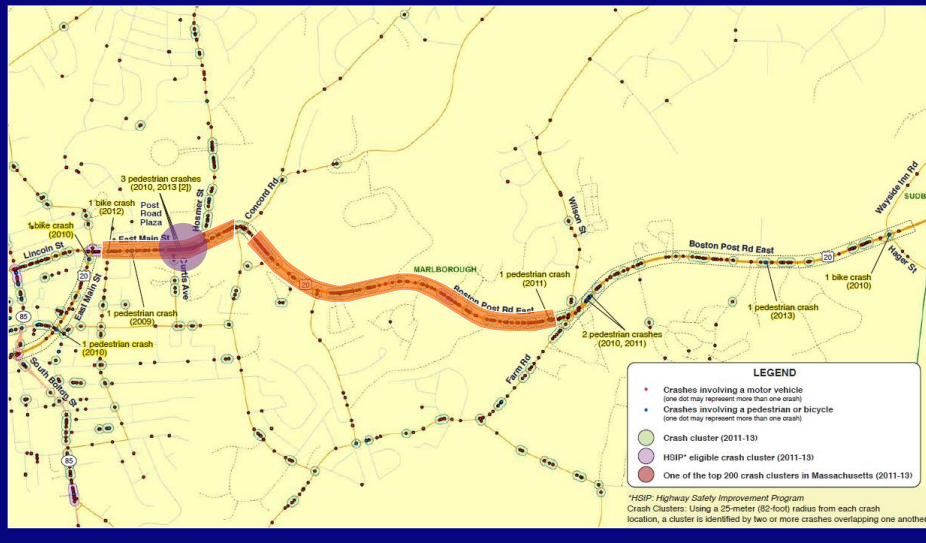 3 pedestrian crashes
(2010, 2013 [2])
1 bike crash
(2012)
Post
Road
Plaza
Hosmer St
Concord Rd
1 bike crash
(2010)
Lincoln St
East Main St
Curtis Ave
20
East Main St
85
1 pedestrian crash
(2009)
1 pedestrian crash
(2010)
South Bolton St
85
20
MARLBOROUGH
Boston Post Rd East
1 pedestrian crash
(2011)
Wilson St
Farm Rd
2 pedestrian crashes
(2010, 2011)
Boston Post Rd East
20
1 pedestrian crash
(2013)
1 bike crash
(2010)
Wayside Inn Rd
Hager St
SUDB
LEGEND
Crashes involving a motor vehicle
(one dot may represent more than one crash)
Crashes involving a pedestrian or bicycle
(one dot may represent more than one crash)
Crash cluster (2011-13)
HSIP* eligible crash cluster (2011-13)
One of the top 200 crash clusters in Massachusetts (2011-13)
*HSIP: Highway Safety Improvement Program
Crash Clusters: Using a 25-meter (82-foot) radius from each crash
location, a cluster is identified by two or more crashes overlapping one another